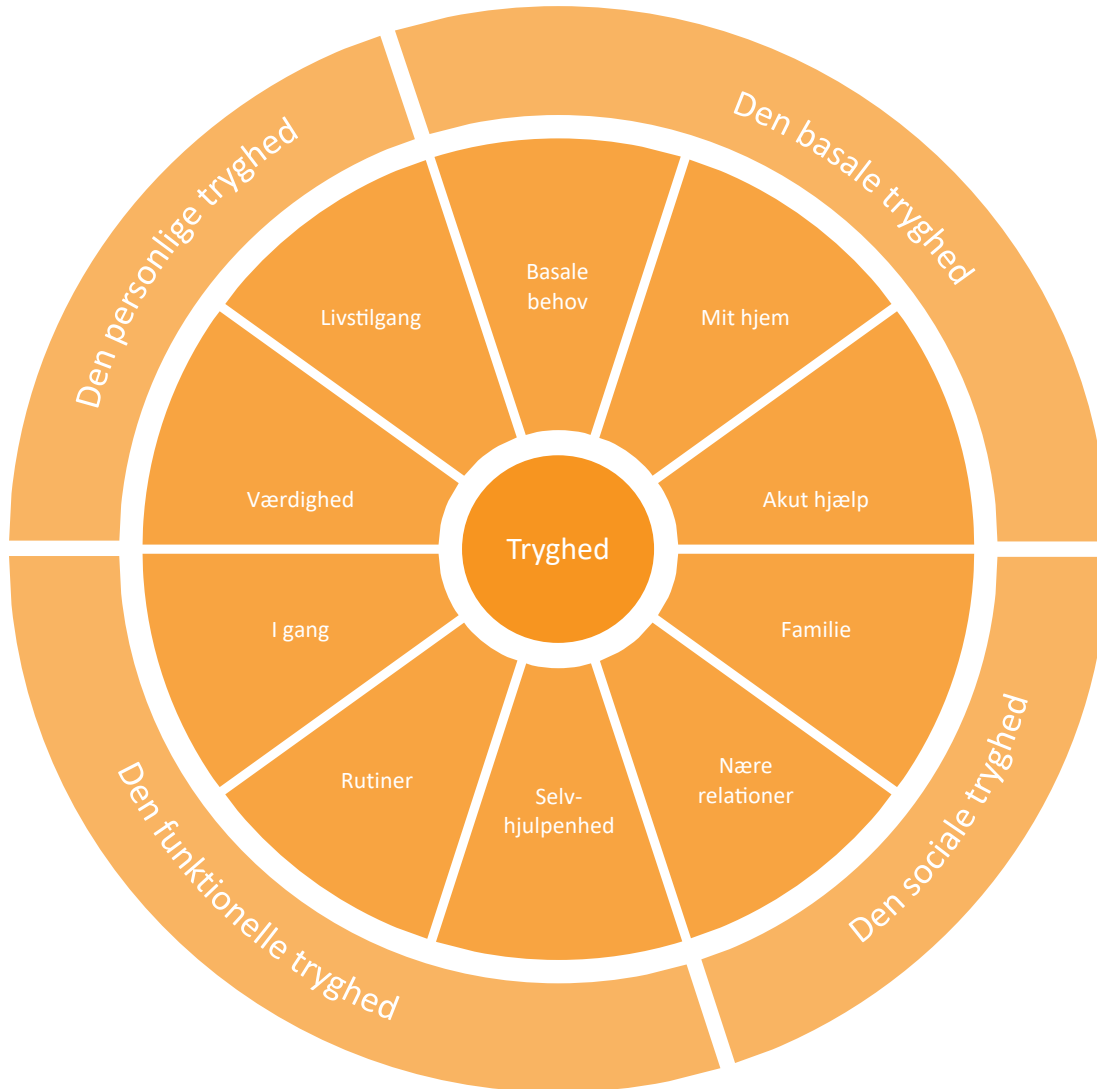 Den basale tryghed
Den personlige tryghed
Basale
behov
Livstilgang
Mit hjem
Værdighed
Akut hjælp
Tryghed
I gang
Familie
Rutiner
Nære
relationer
Selv-
hjulpenhed
Den funktionelle tryghed
Den sociale tryghed